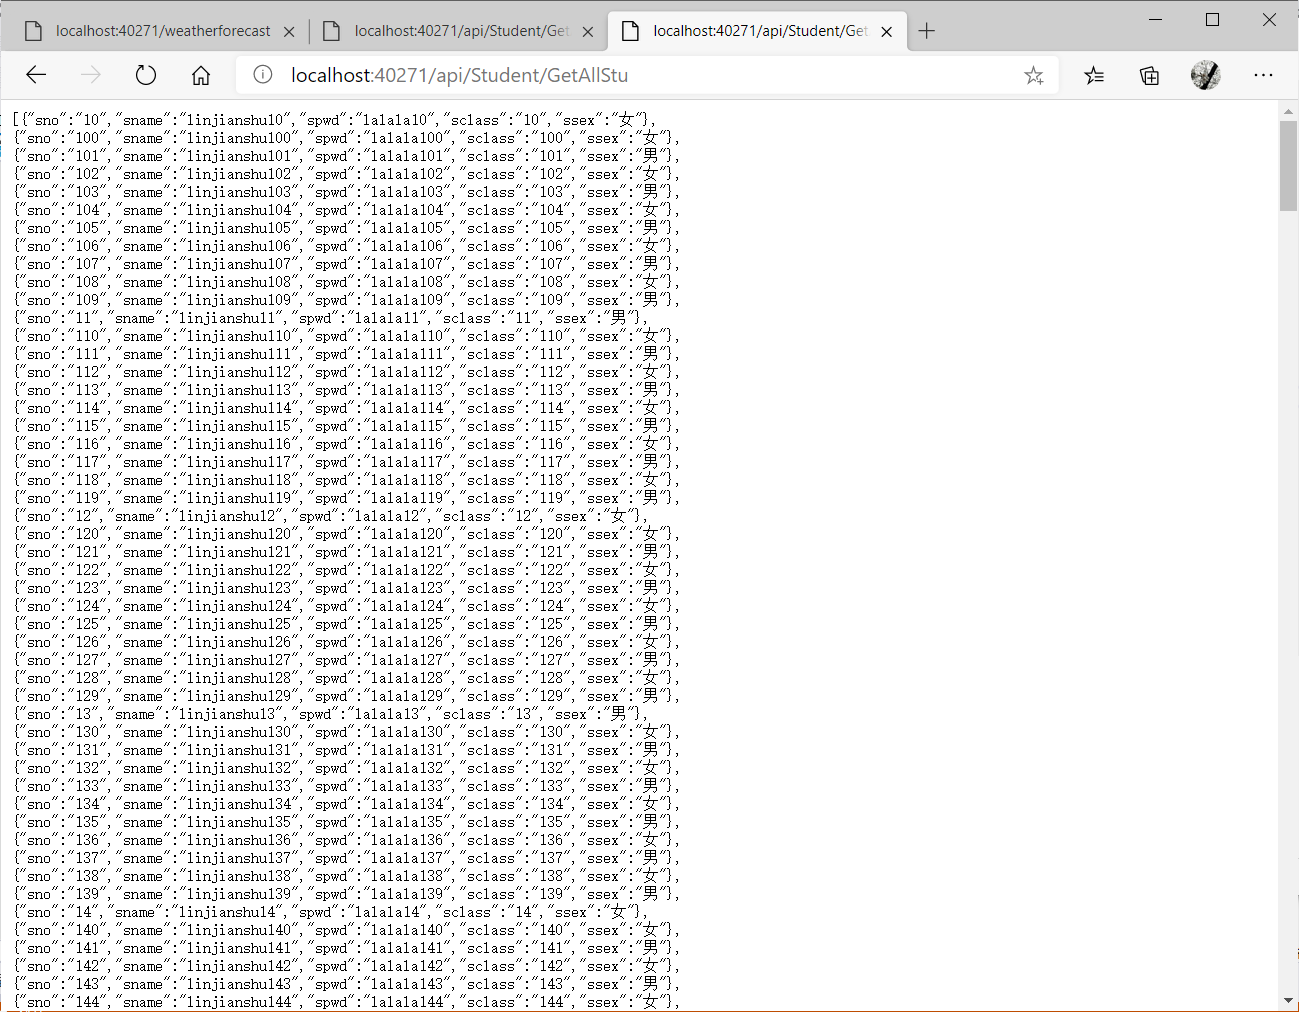 localhost:40271/weatherforecast
localhost:40271/api/Student/Get
localhost:40271/api/Student/Get
localhost:40271/api/Student/GetAllStu
[{"sno":"10","sname":"linjianshu10","spwd":"lalala10","sclass":"10","ssex":"女"},
{"sno":"100","sname":"linjianshu100","spwd":"lalala100","sclass":"100","ssex":"女"},
{"sno":"101","sname":"linjianshu101","spwd":"lalala101","sclass":"101","ssex":"男"},
{"sno":"102","sname":"linjianshu102","spwd":"lalala102","sclass":"102","ssex":"女"},
{"sno":"103","sname":"linjianshu103","spwd":"lalala103","sclass":"103","ssex":"男"},
{"sno":"104","sname":"linjianshu104","spwd":"lalala104","sclass":"104","ssex":"女"},
{"sno":"105","sname":"linjianshu105","spwd":"lalala105","sclass":"105","ssex":"男"},
{"sno":"106","sname":"linjianshu106","spwd":"lalala106","sclass":"106","ssex":"女"},
{"sno":"107","sname":"linjianshu107","spwd":"lalala107","sclass":"107","ssex":"男"},
{"sno":"108","sname":"linjianshu108","spwd":"lalala108","sclass":"108","ssex":"女"},
{"sno":"109","sname":"linjianshu109","spwd":"lalala109","sclass":"109","ssex":"男"},
{"sno":"11","sname":"linjianshu11","spwd":"lalala11","sclass":"11","ssex":"男"},
{"sno":"110","sname":"linjianshu110","spwd":"lalala110","sclass":"110","ssex":"女"},
{"sno":"111","sname":"linjianshu111","spwd":"lalala111","sclass":"111","ssex":"男"},
{"sno":"112","sname":"linjianshu112","spwd":"lalala112","sclass":"112","ssex":"女"},
{"sno":"113","sname":"linjianshu113","spwd":"lalala113","sclass":"113","ssex":"男"},
{"sno":"114","sname":"linjianshu114","spwd":"lalala114","sclass":"114","ssex":"女"},
{"sno":"115","sname":"linjianshu115","spwd":"lalala115","sclass":"115","ssex":"男"},
{"sno":"116","sname":"linjianshu116","spwd":"lalala116","sclass":"116","ssex":"女"},
{"sno":"117","sname":"linjianshu117","spwd":"lalala117","sclass":"117","ssex":"男"},
{"sno":"118","sname":"linjianshu118","spwd":"lalala118","sclass":"118","ssex":"女"},
{"sno":"119","sname":"linjianshu119","spwd":"lalala119","sclass":"119","ssex":"男"},
{"sno":"12","sname":"linjianshu12","spwd":"lalala12","sclass":"12","ssex":"女"},
{"sno":"120","sname":"linjianshu120","spwd":"lalala120","sclass":"120","ssex":"女"},
{"sno":"121","sname":"linjianshu121","spwd":"lalala121","sclass":"121","ssex":"男"},
{"sno":"122","sname":"linjianshu122","spwd":"lalala122","sclass":"122","ssex":"女"},
{"sno":"123","sname":"linjianshu123","spwd":"lalala123","sclass":"123","ssex":"男"},
{"sno":"124","sname":"linjianshu124","spwd":"lalala124","sclass":"124","ssex":"女"},
{"sno":"125","sname":"linjianshu125","spwd":"lalala125","sclass":"125","ssex":"男"},
{"sno":"126","sname":"linjianshu126","spwd":"lalala126","sclass":"126","ssex":"女"},
{"sno":"127","sname":"linjianshu127","spwd":"lalala127","sclass":"127","ssex":"男"},
{"sno":"128","sname":"linjianshu128","spwd":"lalala128","sclass":"128","ssex":"女"},
{"sno":"129","sname":"linjianshu129","spwd":"lalala129","sclass":"129","ssex":"男"},
{"sno":"13","sname":"linjianshu13","spwd":"lalala13","sclass":"13","ssex":"男"},
{"sno":"130","sname":"linjianshu130","spwd":"lalala130","sclass":"130","ssex":"女"},
{"sno":"131","sname":"linjianshu131","spwd":"lalala131","sclass":"131","ssex":"男"},
{"sno":"132","sname":"linjianshu132","spwd":"lalala132","sclass":"132","ssex":"女"},
{"sno":"133","sname":"linjianshu133","spwd":"lalala133","sclass":"133","ssex":"男"},
{"sno":"134","sname":"linjianshu134","spwd":"lalala134","sclass":"134","ssex":"女"},
{"sno":"135","sname":"linjianshu135","spwd":"lalala135","sclass":"135","ssex":"男"},
{"sno":"136","sname":"linjianshu136","spwd":"lalala136","sclass":"136","ssex":"女"},
{"sno":"137","sname":"linjianshu137","spwd":"lalala137","sclass":"137","ssex":"男"},
{"sno":"138","sname":"linjianshu138","spwd":"lalala138","sclass":"138","ssex":"女"},
{"sno":"139","sname":"linjianshu139","spwd":"lalala139","sclass":"139","ssex":"男"},
{"sno":"14","sname":"linjianshu14","spwd":"lalala14","sclass":"14","ssex":"女"},
{"sno":"140","sname":"linjianshu140","spwd":"lalala140","sclass":"140","ssex":"女"},
{"sno":"141","sname":"linjianshu141","spwd":"lalala141","sclass":"141","ssex":"男"},
{"sno":"142","sname":"linjianshu142","spwd":"lalala142","sclass":"142","ssex":"女"},
{"sno":"143","sname":"linjianshu143","spwd":"lalala143","sclass":"143","ssex":"男"},
{"sno":"144","sname":"linjianshu144","spwd":"lalala144","sclass":"144","ssex":"女"},